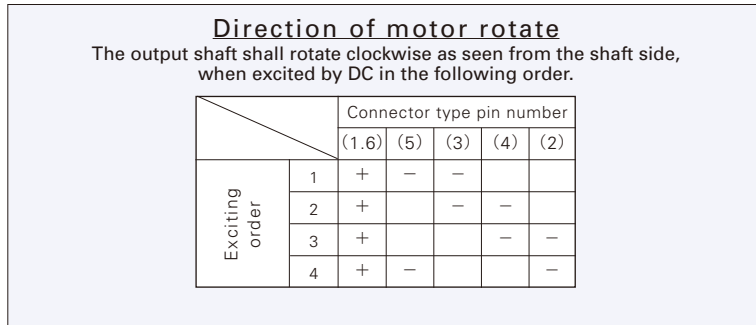 Direction of motor rotate
The output shaft shall rotate clockwise as seen from the shaft side,
when excited by DC in the following order.
Connector type pin number
(1.6) (5) (3) (4) (2)
Exciting
order
1 + − −
2 + − −
3 + − −
4 + − −